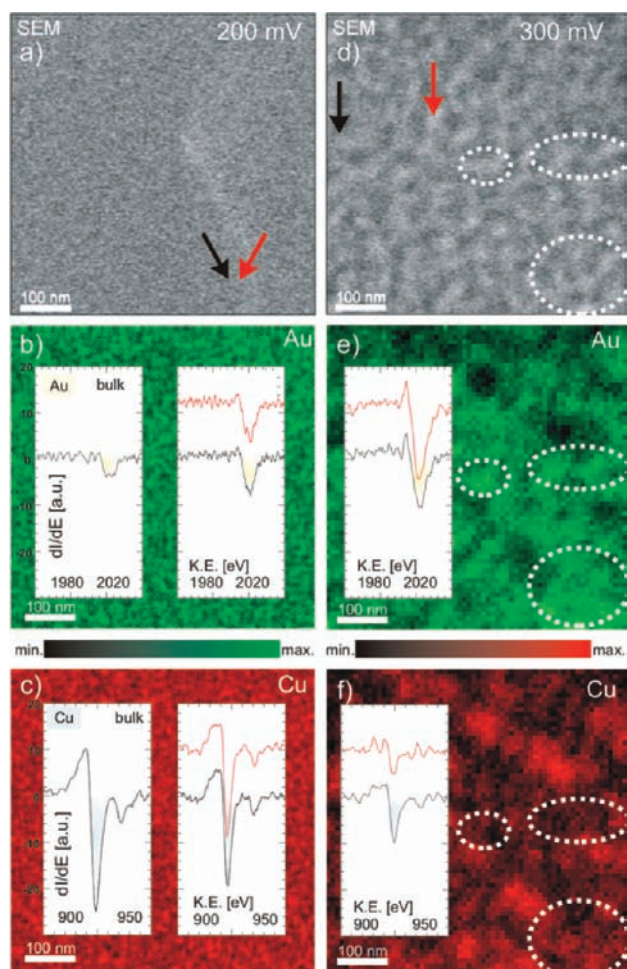 SEM 200 mV
a)
100 nm
SEM 300 mV
d)
100 nm
b) Au
20
10
0
-10
-20
Au bulk
dI/dE [a.u.]
1980 2020
K.E. [eV]
1980 2020
100 nm
e) Au
K.E. [eV]
1980 2020
100 nm
min. max. min. max.
c) Cu
20
10
0
-10
-20
Cu bulk
dI/dE [a.u.]
900 950
K.E. [eV]
900 950
100 nm
f) Cu
K.E. [eV]
900 950
100 nm